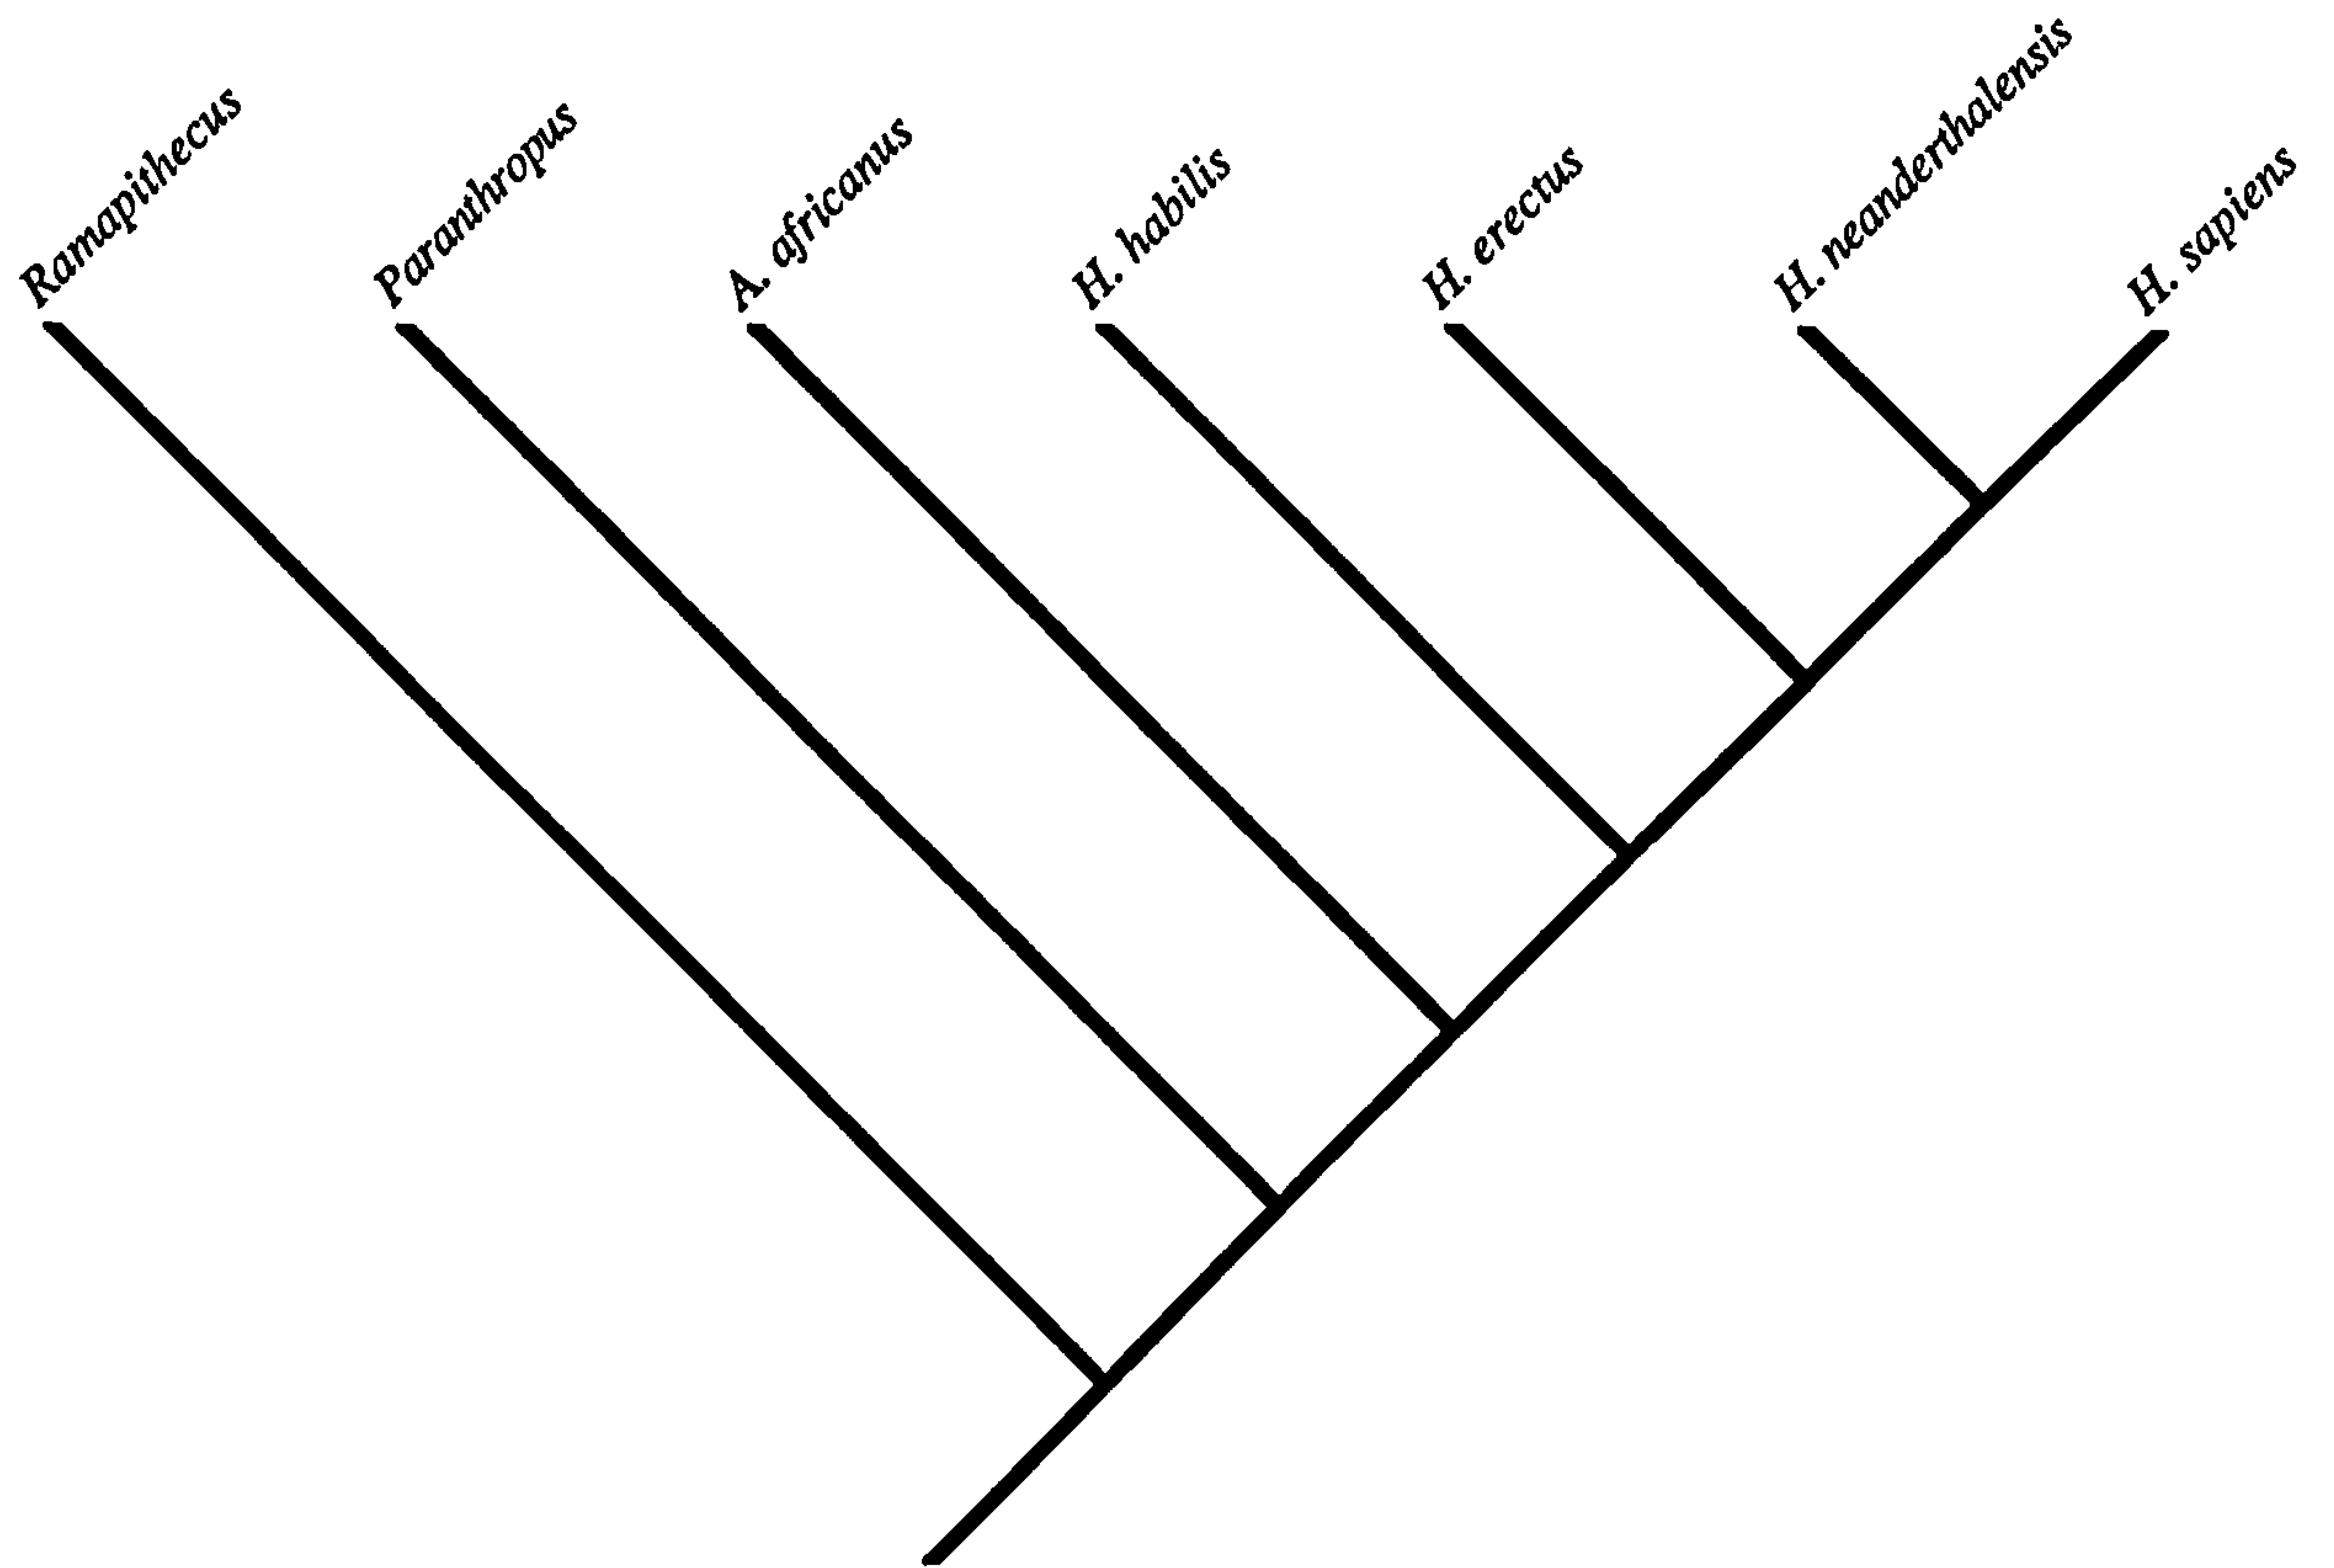 Ramapithecus
Paranthropus
A. africanus
H. habilis
H. erectus
H. neanderthalensis
H. sapiens